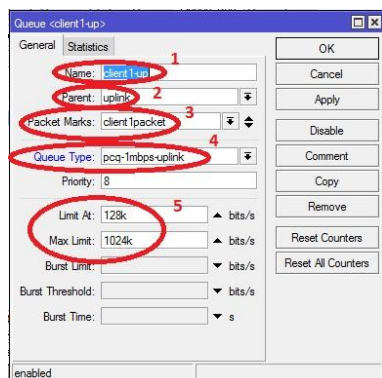 Queue <client1-up>
General Statistics
1
Name: client1-up
OK
Parent: uplink
2
Cancel
Packet Marks: client1packet
3
Apply
4
Disable
Queue Type: pcq-1mbps-uplink
Comment
Priority: 8
Copy
Limit At: 128k bits/s
5
Remove
Max Limit: 1024k bits/s
Reset Counters
Burst Limit: bits/s
Reset All Counters
Burst Threshold: bits/s
Burst Time: s
enabled